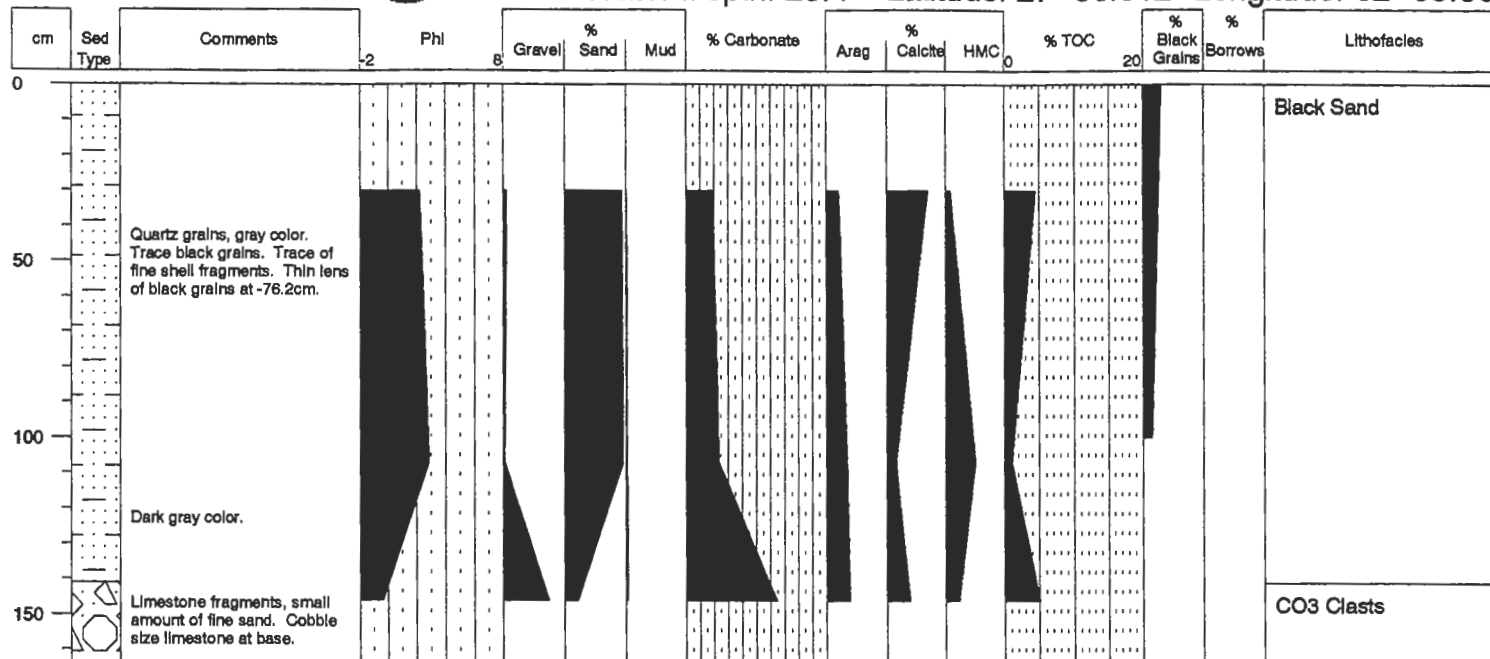 cm
Sed
Type
Comments
Phi
-2 8
%
Gravel Sand Mud
% Carbonate
%
Arag Calcite HMC
% TOC
0 20
%
Black
Grains
%
Borrows
Lithofacies
0
50
100
150
Quartz grains, gray color.
Trace black grains. Trace of
fine shell fragments. Thin lens
of black grains at -76.2cm.
Dark gray color.
Limestone fragments, small
amount of fine sand. Cobble
size limestone at base.
Black Sand
CO3 Clasts